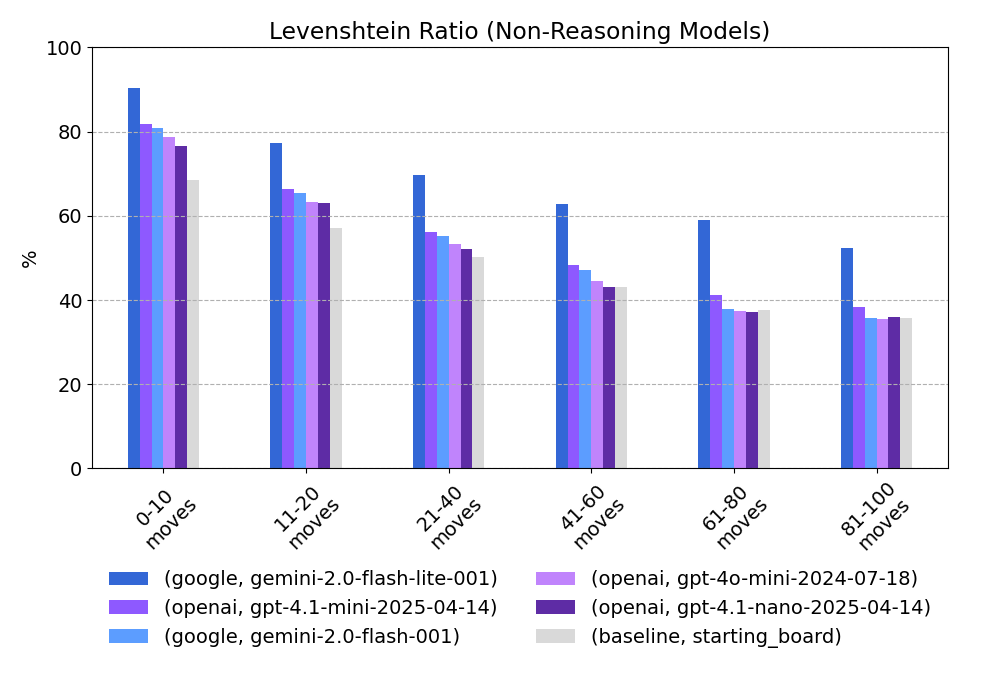 Levenshtein Ratio (Non-Reasoning Models)
100
80
60
40
20
0
%
0-10
moves
11-20
moves
21-40
moves
41-60
moves
61-80
moves
81-100
moves
(google, gemini-2.0-flash-lite-001)
(openai, gpt-4.1-mini-2025-04-14)
(google, gemini-2.0-flash-001)
(openai, gpt-4o-mini-2024-07-18)
(openai, gpt-4.1-nano-2025-04-14)
(baseline, starting_board)